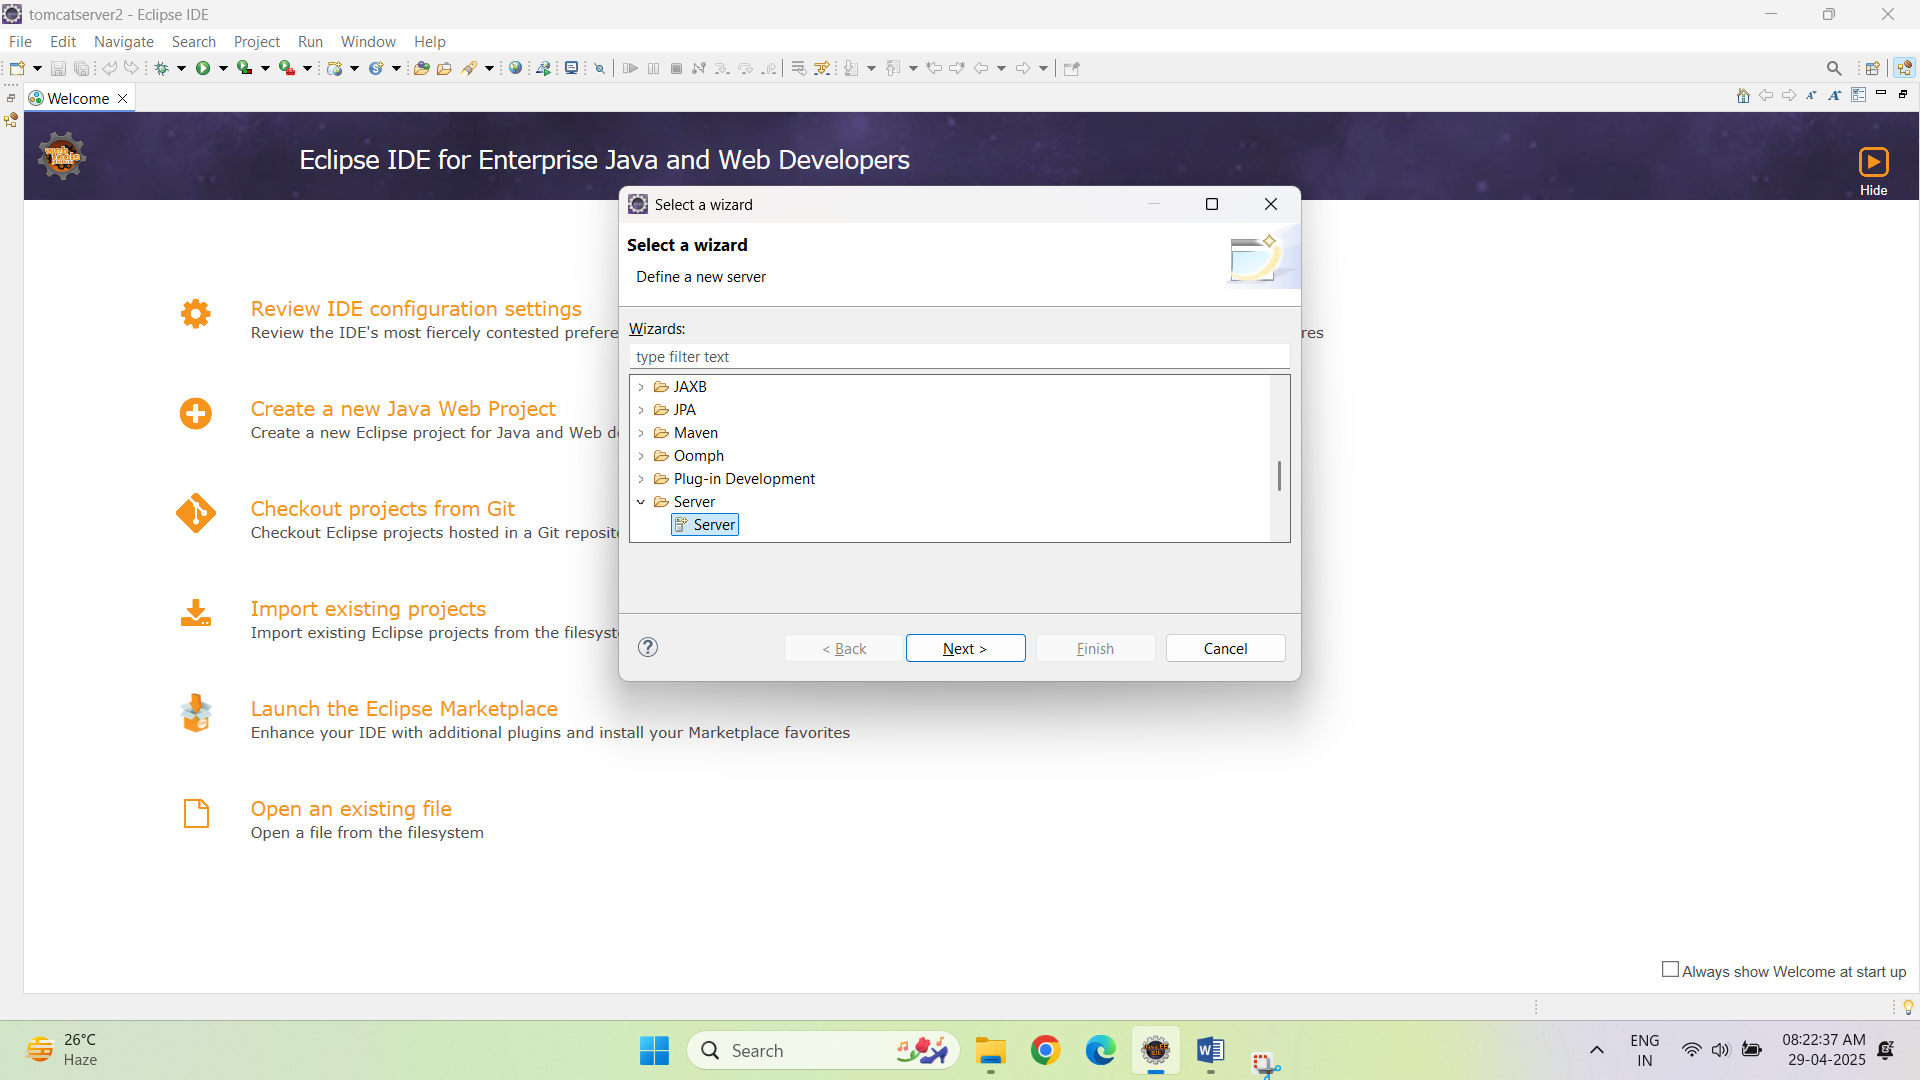 tomcatserver2 - Eclipse IDE
File Edit Navigate Search Project Run Window Help
Welcome
Eclipse IDE for Enterprise Java and Web Developers
Hide
Select a wizard
Select a wizard
Define a new server
Wizards:
type filter text
JAXB
JPA
Maven
Oomph
Plug-in Development
Server
Server
< Back Next > Finish Cancel
Review IDE configuration settings
Review the IDE's most fiercely contested prefere
res
Create a new Java Web Project
Create a new Eclipse project for Java and Web de
Checkout projects from Git
Checkout Eclipse projects hosted in a Git reposito
Import existing projects
Import existing Eclipse projects from the filesyste
Launch the Eclipse Marketplace
Enhance your IDE with additional plugins and install your Marketplace favorites
Open an existing file
Open a file from the filesystem
Always show Welcome at start up
26°C
Haze
Search
ENG
IN
08:22:37 AM
29-04-2025